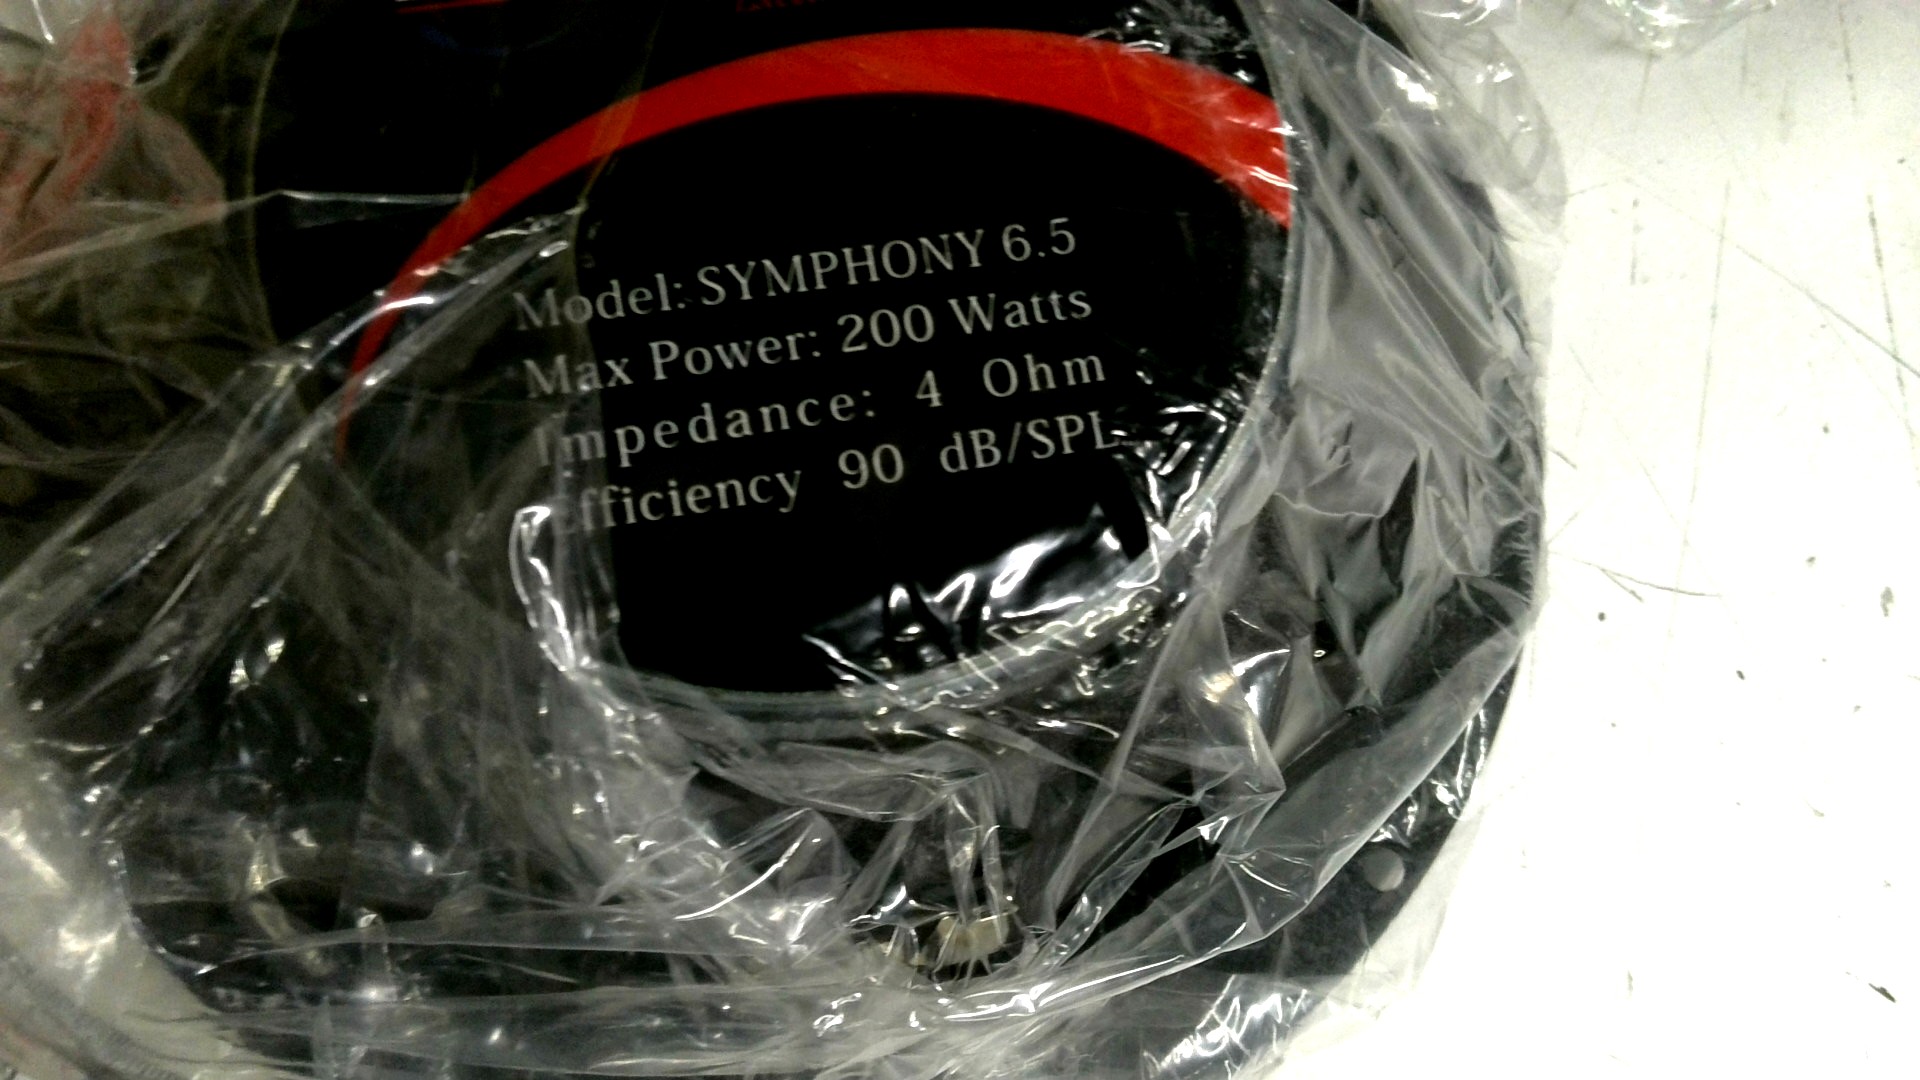 Model: SYMPHONY 6.5
Max Power: 200 Watts
Impedance: 4 Ohm
Efficiency 90 dB/SPL